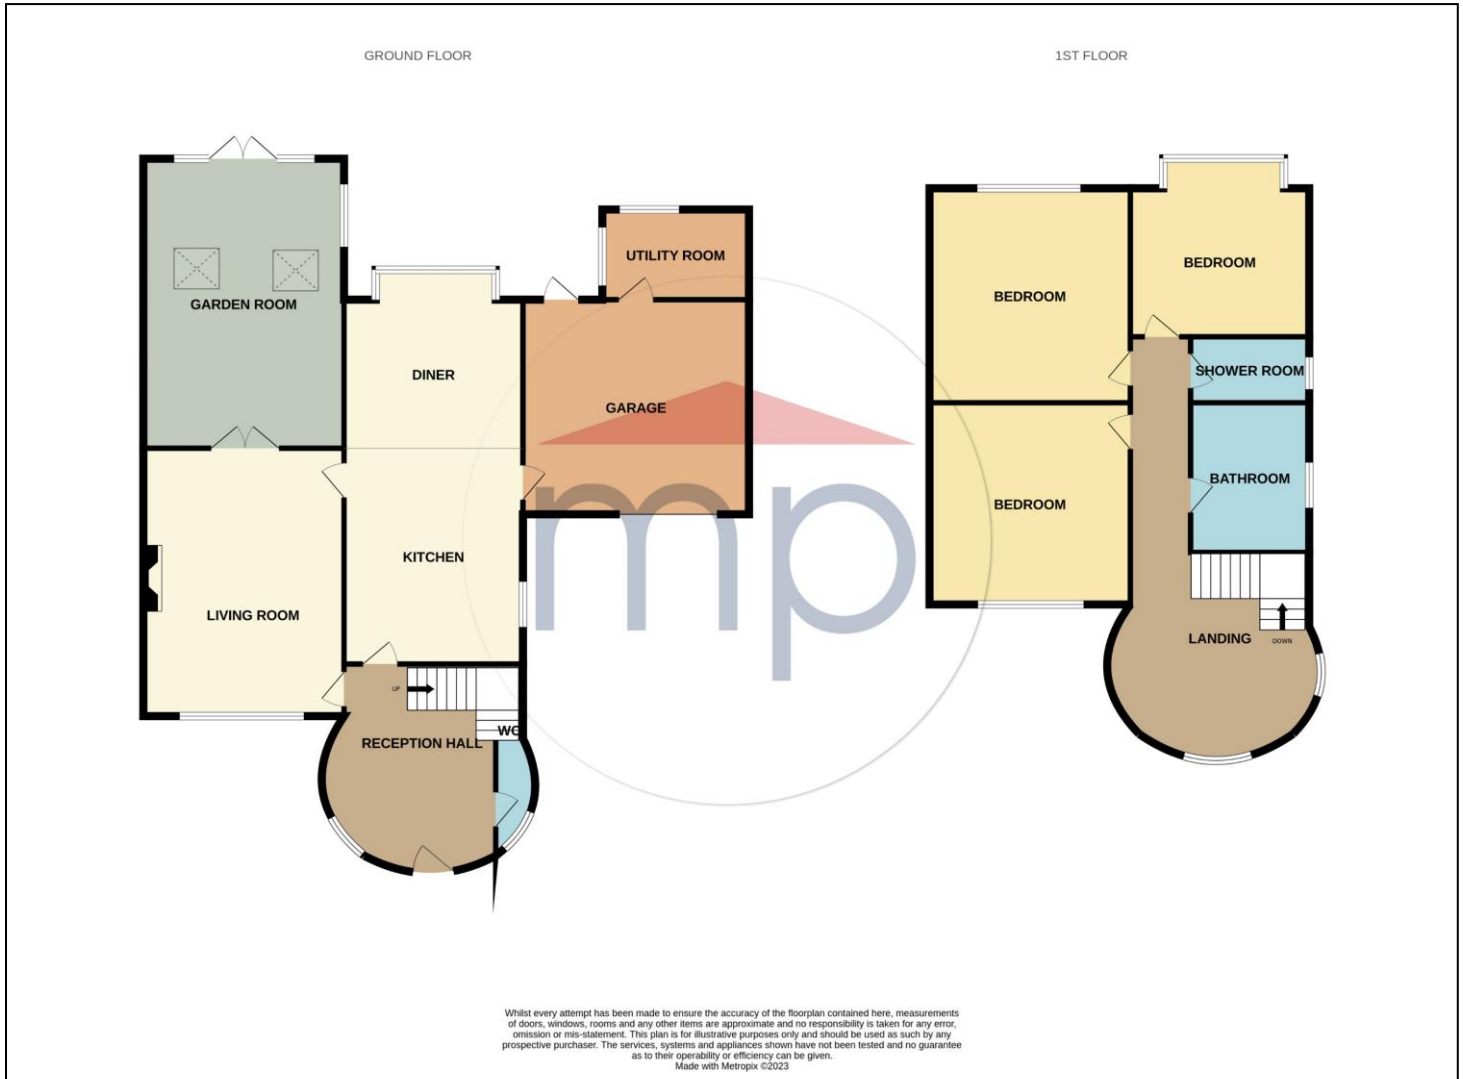 GROUND FLOOR
1ST FLOOR
GARDEN ROOM
UTILITY ROOM
DINER
GARAGE
KITCHEN
LIVING ROOM
UP
WC
RECEPTION HALL
BEDROOM
BEDROOM
SHOWER ROOM
BATHROOM
BEDROOM
LANDING
DOWN
mp
Whilst every attempt has been made to ensure the accuracy of the floorplan contained here, measurements
of doors, windows, rooms and any other items are approximate and no responsibility is taken for any error,
omission or mis-statement. This plan is for illustrative purposes only and should be used as such by any
prospective purchaser. The services, systems and appliances shown have not been tested and no guarantee
as to their operability or efficiency can be given.
Made with Metropix ©2023